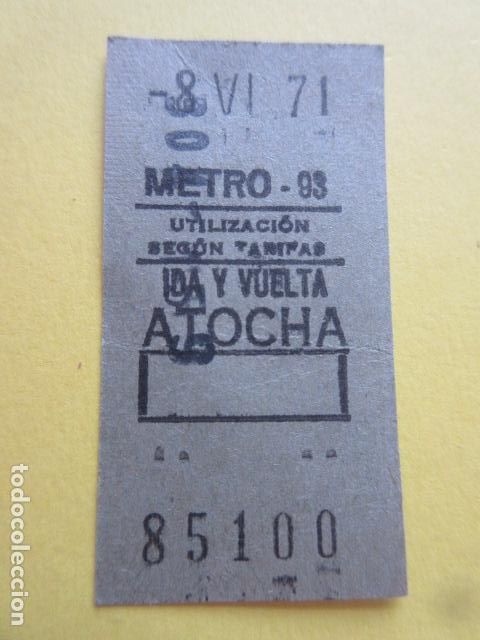 -8 VI 71
METRO - 93
UTILIZACIÓN
SEGÚN TARIFAS
IDA Y VUELTA
ATOCHA
85100
todocoleccion